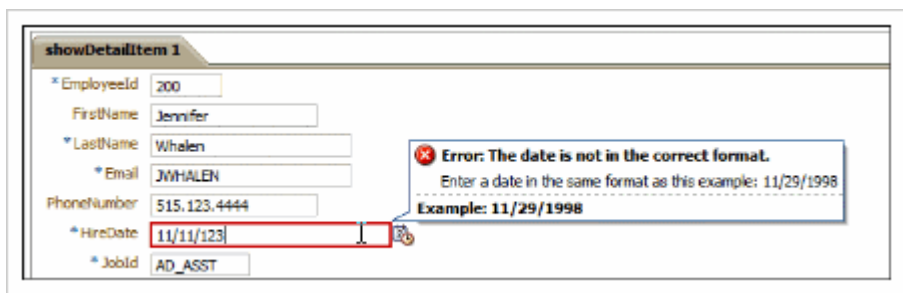 showDetailItem 1
* EmployeeId 200
FirstName Jennifer
* LastName Whalen
* Email JWHALEN
PhoneNumber 515.123.4444
* HireDate 11/11/123
* JobId AD_ASST
Error: The date is not in the correct format.
Enter a date in the same format as this example: 11/29/1998
Example: 11/29/1998